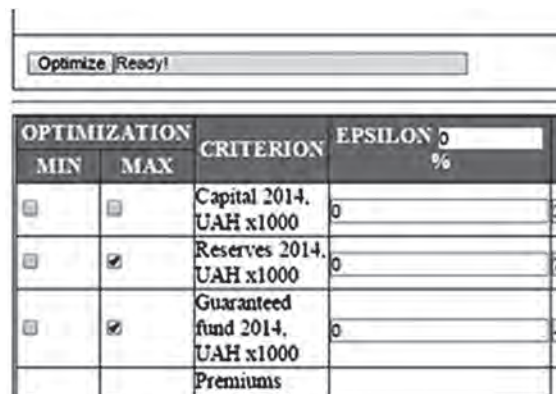 Optimize Ready!
OPTIMIZATION CRITERION EPSILON 0
MIN MAX %
Capital 2014,
UAH x1000 0
Reserves 2014,
UAH x1000 0
Guaranteed
fund 2014,
UAH x1000 0
Premiums